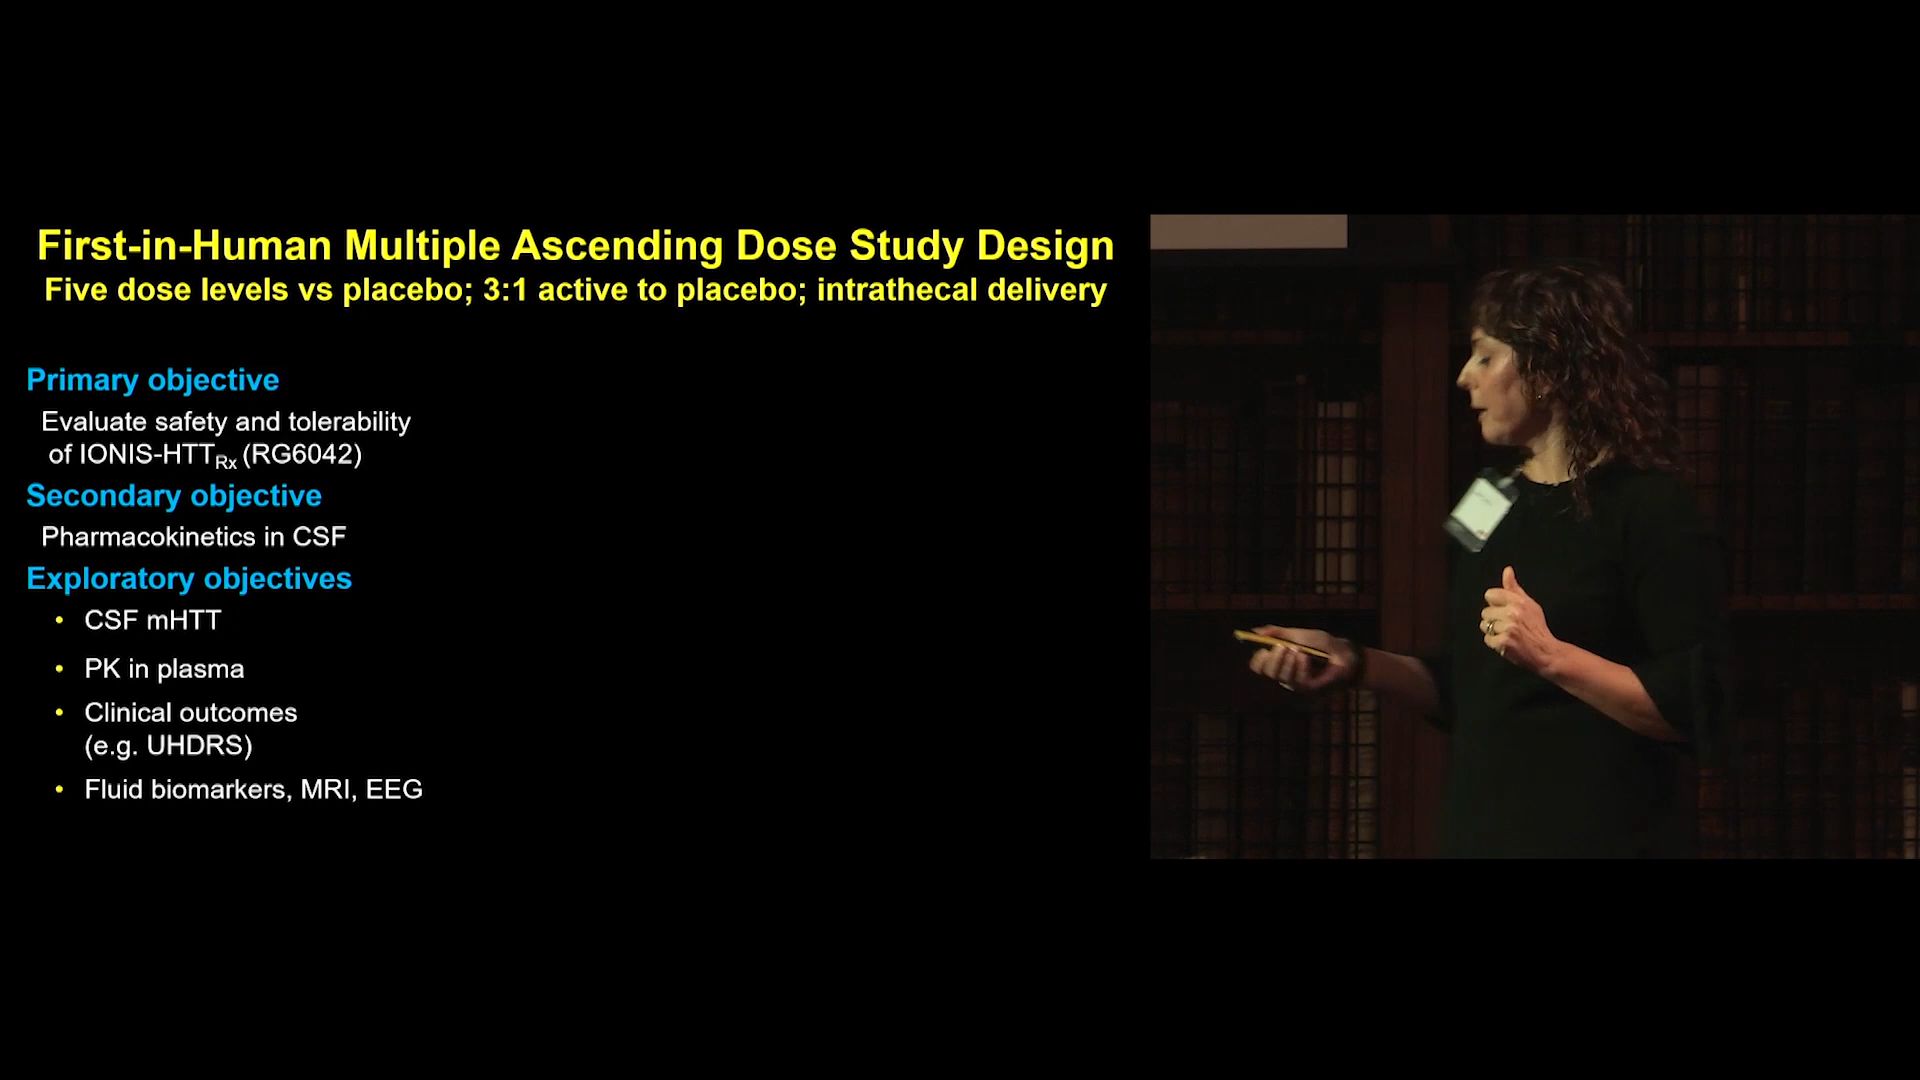 First-in-Human Multiple Ascending Dose Study Design
Five dose levels vs placebo; 3:1 active to placebo; intrathecal delivery
Primary objective
Evaluate safety and tolerability
of IONIS-HTTRx (RG6042)
Secondary objective
Pharmacokinetics in CSF
Exploratory objectives
• CSF mHTT
• PK in plasma
• Clinical outcomes
(e.g. UHDRS)
• Fluid biomarkers, MRI, EEG